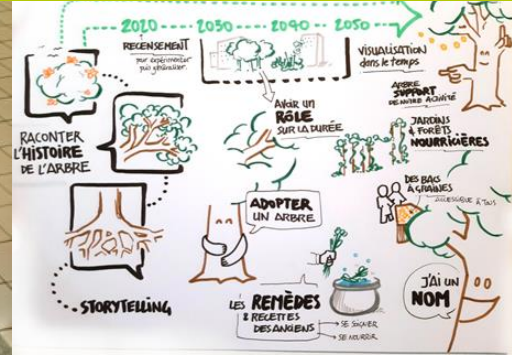 2020 --- 2030 --- 2040 --- 2050
RECENSEMENT
pour expérimenter
puis généraliser
VISUALISATION
dans le temps
ARBRE
SUPPORT
DE NOTRE ACTIVITÉ
AVOIR UN
RÔLE
SUR LA DURÉE
RACONTER
L'HISTOIRE
DE L'ARBRE
JARDINS
& FORÊTS
NOURRICIÈRES
DES BACS
À GRAINES
ACCESSIBLE À TOUS
ADOPTER
UN ARBRE
STORYTELLING
LES REMÈDES
& RECETTES
DES ANCIENS
→ SE SOIGNER
→ SE NOURRIR
J'AI UN
NOM